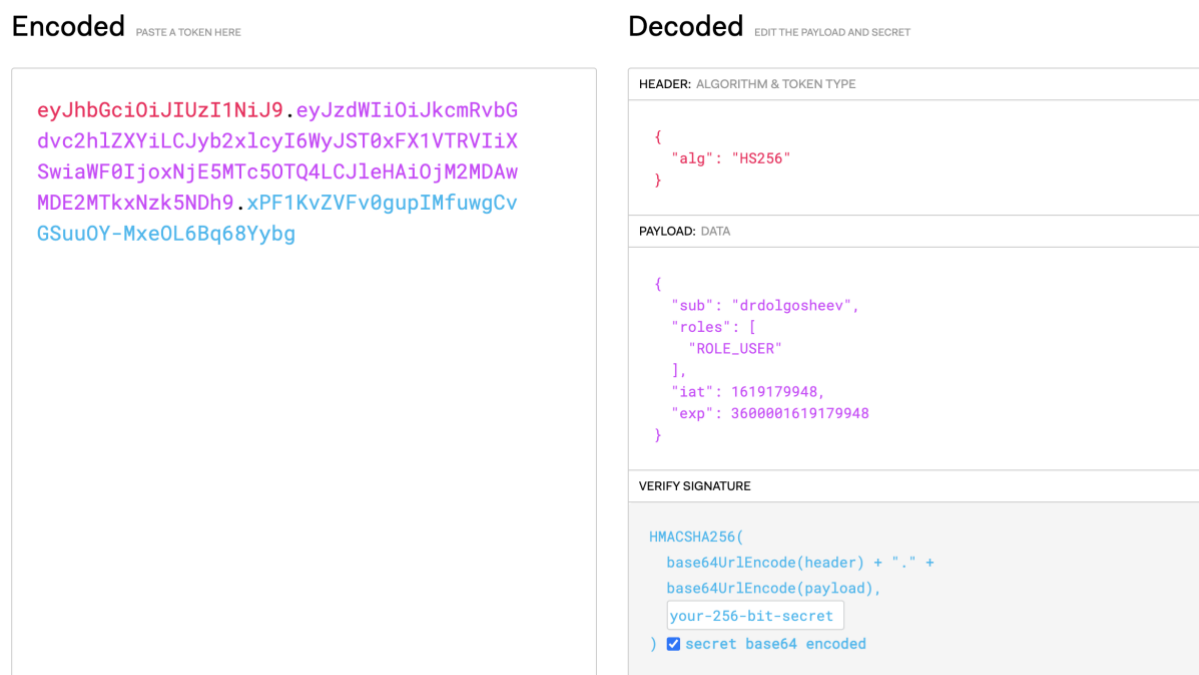 Encoded PASTE A TOKEN HERE
eyJhbGciOiJIUzI1NiJ9.eyJzdWIiOiJkcmRvbG
dvc2hlZXYiLCJyb2xlcyI6WyJST0xFX1VTRVIiX
SwiaWF0IjoxNjE5MTc5OTQ4LCJleHAiOjM2MDAw
MDE2MTkxNzk5NDh9.xPF1KvZVFv0gupIMfuwgCv
GSuuOY-MxeOL6Bq68Yybg
Decoded EDIT THE PAYLOAD AND SECRET
HEADER: ALGORITHM & TOKEN TYPE
{
"alg": "HS256"
}
PAYLOAD: DATA
{
"sub": "drdolgosheev",
"roles": [
"ROLE_USER"
],
"iat": 1619179948,
"exp": 3600001619179948
}
VERIFY SIGNATURE
HMACSHA256(
base64UrlEncode(header) + "." +
base64UrlEncode(payload),
your-256-bit-secret
) secret base64 encoded